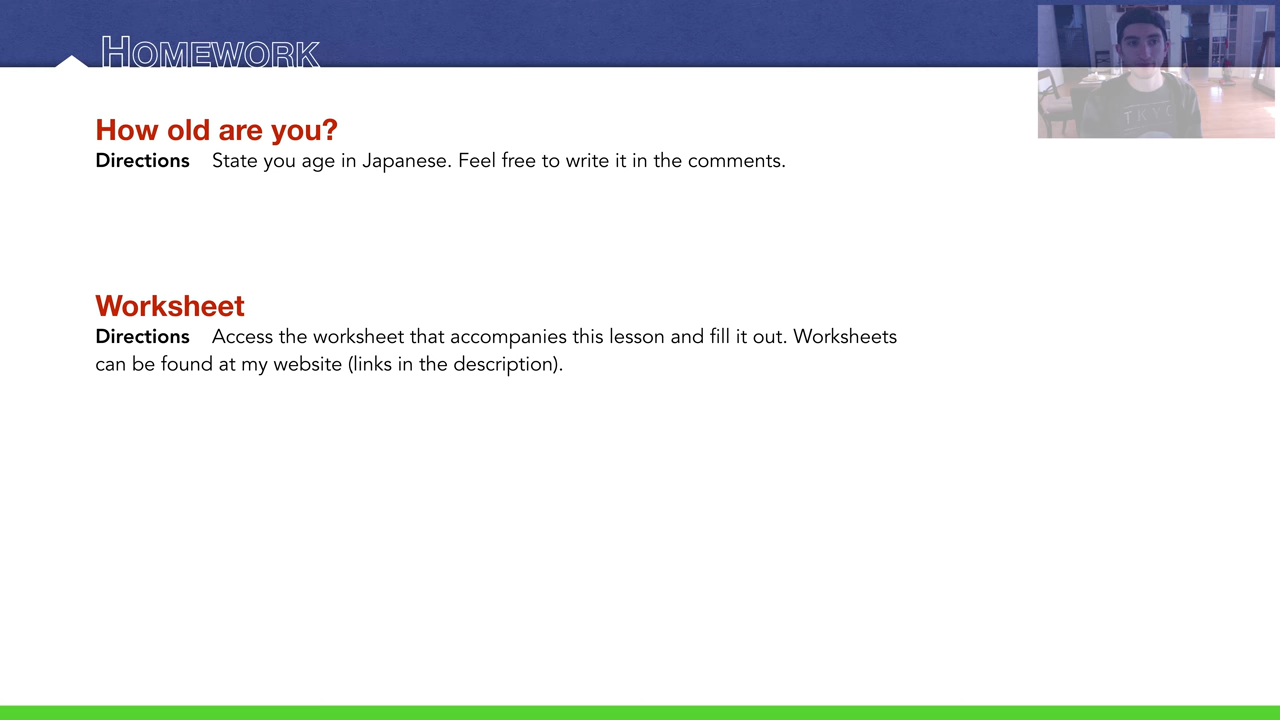 HOMEWORK
How old are you?
Directions State you age in Japanese. Feel free to write it in the comments.
Worksheet
Directions Access the worksheet that accompanies this lesson and fill it out. Worksheets
can be found at my website (links in the description).